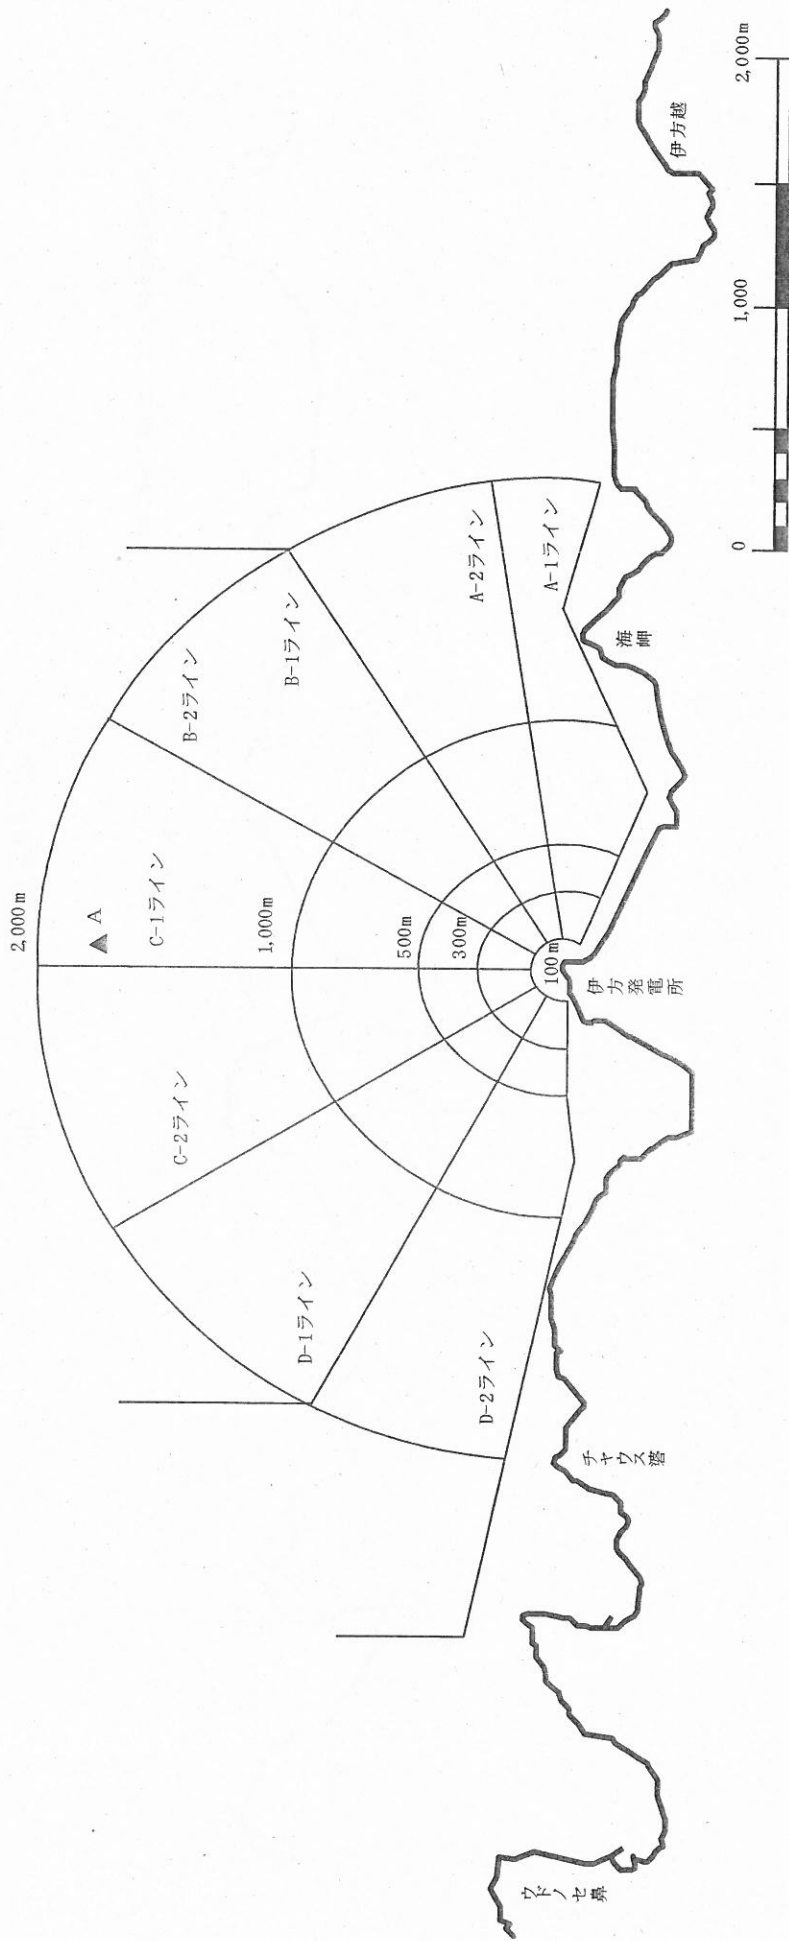 2,000m
A
C-1ライン
C-2ライン
B-2ライン
B-1ライン
A-2ライン
A-1ライン
D-1ライン
D-2ライン
1,000m
500m
300m
100m
伊方発電所
海岬
伊方越
チャウス碆
ウドノセ鼻
0
1,000
2,000m